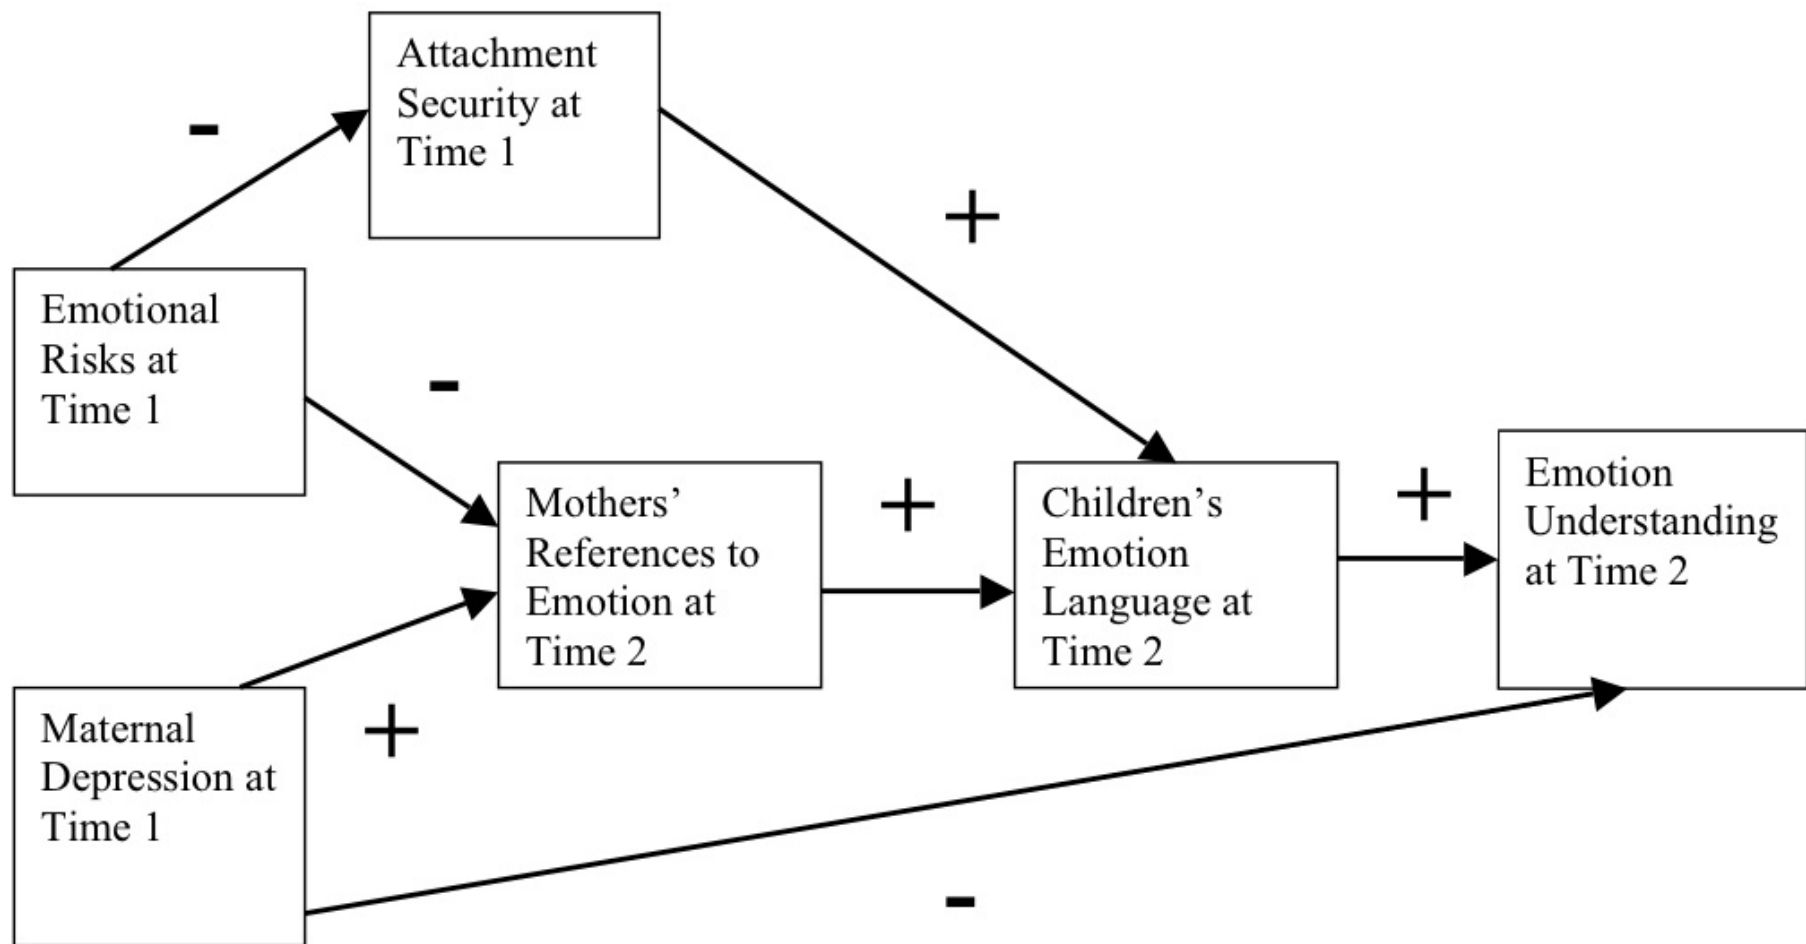 Attachment
Security at
Time 1
-
+
Emotional
Risks at
Time 1
-
Mothers’
References to
Emotion at
Time 2
+
Children’s
Emotion
Language at
Time 2
+
Emotion
Understanding
at Time 2
Maternal
Depression at
Time 1
+
-